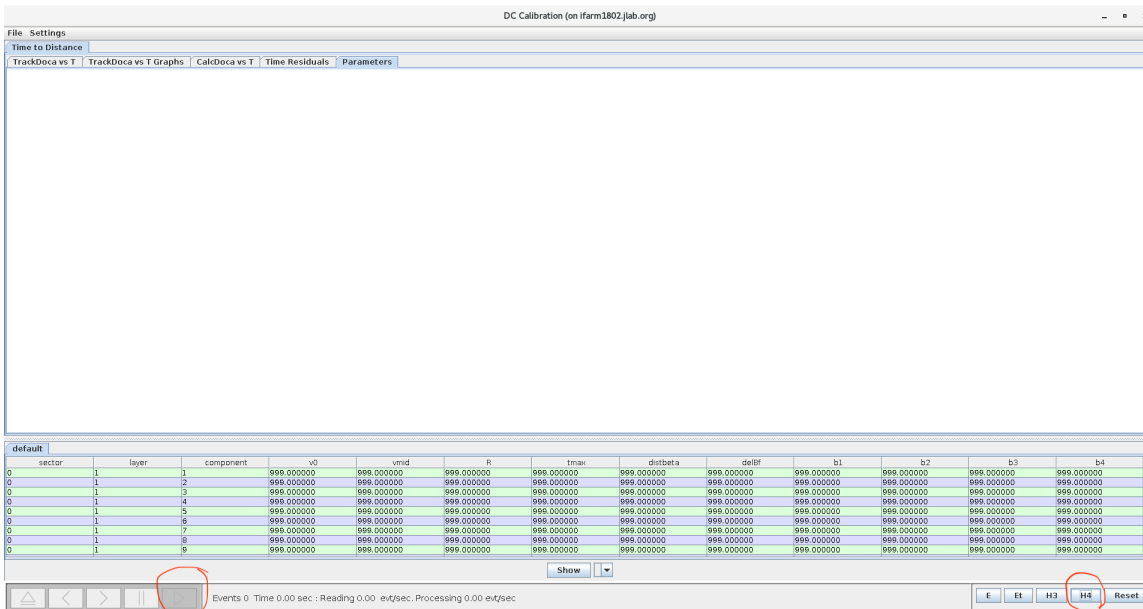 DC Calibration (on ifarm1802.jlab.org)
File Settings
Time to Distance
TrackDoca vs T TrackDoca vs T Graphs CalcDoca vs T Time Residuals Parameters
default
sector layer component v0 vmid R tmax distbeta delBf b1 b2 b3 b4
0 1 1 999.000000 999.000000 999.000000 999.000000 999.000000 999.000000 999.000000 999.000000 999.000000 999.000000
0 1 2 999.000000 999.000000 999.000000 999.000000 999.000000 999.000000 999.000000 999.000000 999.000000 999.000000
0 1 3 999.000000 999.000000 999.000000 999.000000 999.000000 999.000000 999.000000 999.000000 999.000000 999.000000
0 1 4 999.000000 999.000000 999.000000 999.000000 999.000000 999.000000 999.000000 999.000000 999.000000 999.000000
0 1 5 999.000000 999.000000 999.000000 999.000000 999.000000 999.000000 999.000000 999.000000 999.000000 999.000000
0 1 6 999.000000 999.000000 999.000000 999.000000 999.000000 999.000000 999.000000 999.000000 999.000000 999.000000
0 1 7 999.000000 999.000000 999.000000 999.000000 999.000000 999.000000 999.000000 999.000000 999.000000 999.000000
0 1 8 999.000000 999.000000 999.000000 999.000000 999.000000 999.000000 999.000000 999.000000 999.000000 999.000000
0 1 9 999.000000 999.000000 999.000000 999.000000 999.000000 999.000000 999.000000 999.000000 999.000000 999.000000
Show
Events 0 Time 0.00 sec : Reading 0.00 evt/sec. Processing 0.00 evt/sec E Et H3 H4 Reset